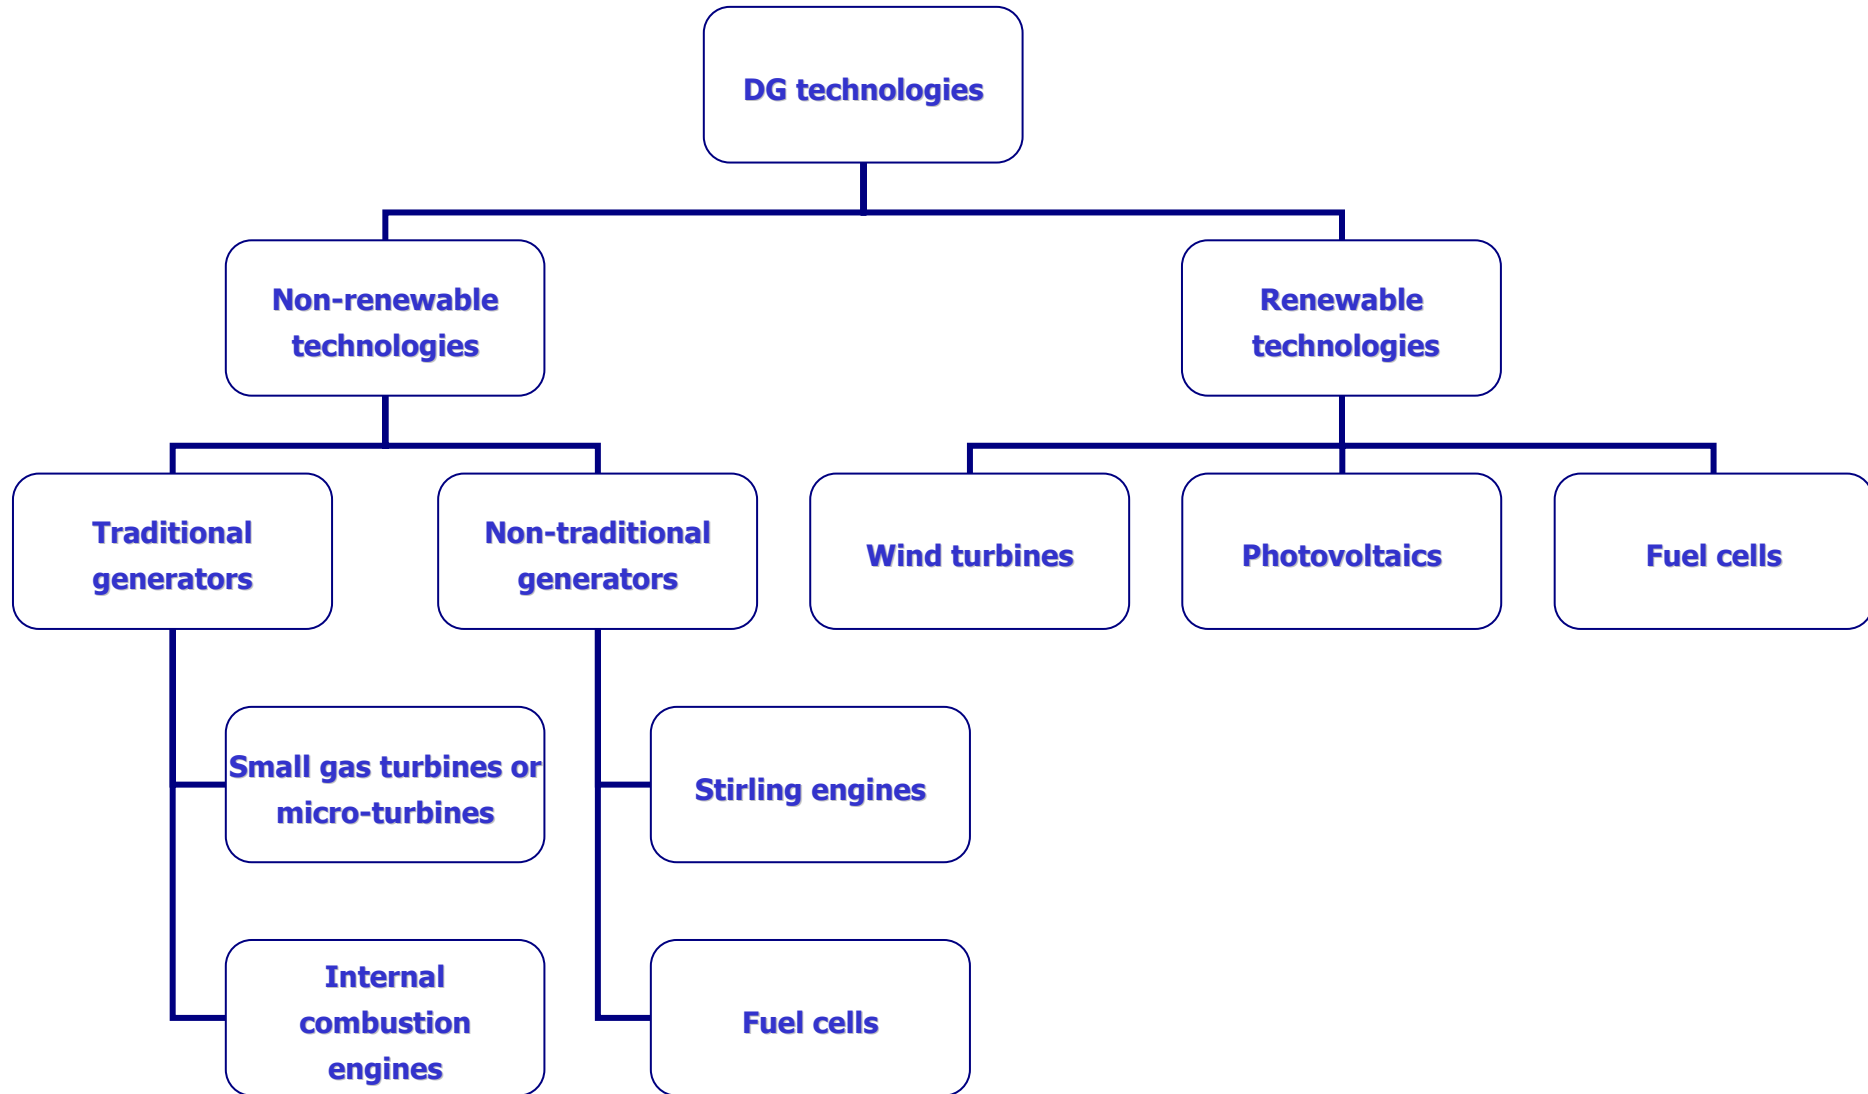 DG technologies
Non-renewable
technologies
Renewable
technologies
Traditional
generators
Non-traditional
generators
Wind turbines
Photovoltaics
Fuel cells
Small gas turbines or
micro-turbines
Stirling engines
Internal
combustion
engines
Fuel cells